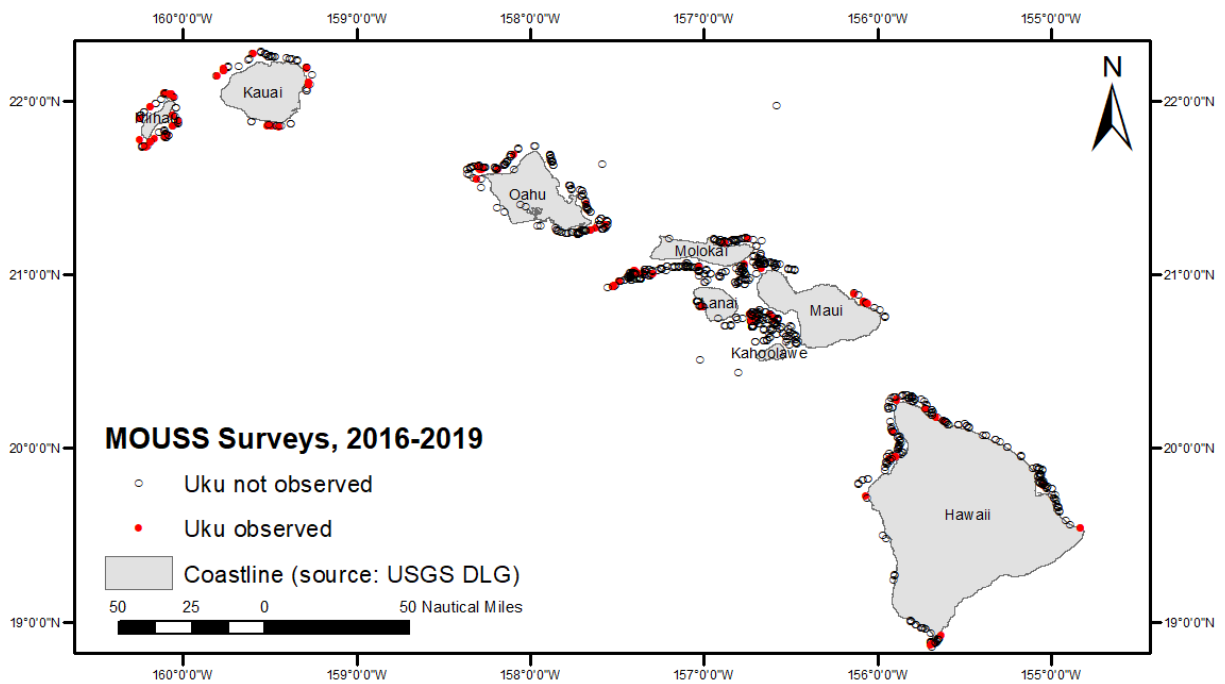 160°0'0"W 159°0'0"W 158°0'0"W 157°0'0"W 156°0'0"W 155°0'0"W
N
22°0'0"N 22°0'0"N
Kauai
Niihau
Oahu
Molokai
21°0'0"N 21°0'0"N
Lanai
Maui
Kahoolawe
20°0'0"N 20°0'0"N
MOUSS Surveys, 2016-2019
Uku not observed
Uku observed
Coastline (source: USGS DLG)
Hawaii
50 25 0 50 Nautical Miles
19°0'0"N 19°0'0"N
160°0'0"W 159°0'0"W 158°0'0"W 157°0'0"W 156°0'0"W 155°0'0"W